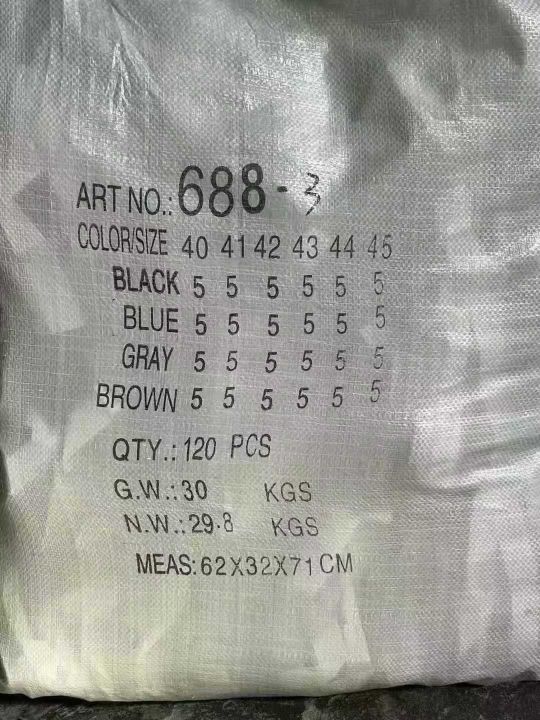 ART NO.: 688-3
COLOR/SIZE 40 41 42 43 44 45
BLACK 5 5 5 5 5 5
BLUE 5 5 5 5 5 5
GRAY 5 5 5 5 5 5
BROWN 5 5 5 5 5 5
QTY.: 120 PCS
G.W.: 30 KGS
N.W.: 29.8 KGS
MEAS: 62X32X71 CM